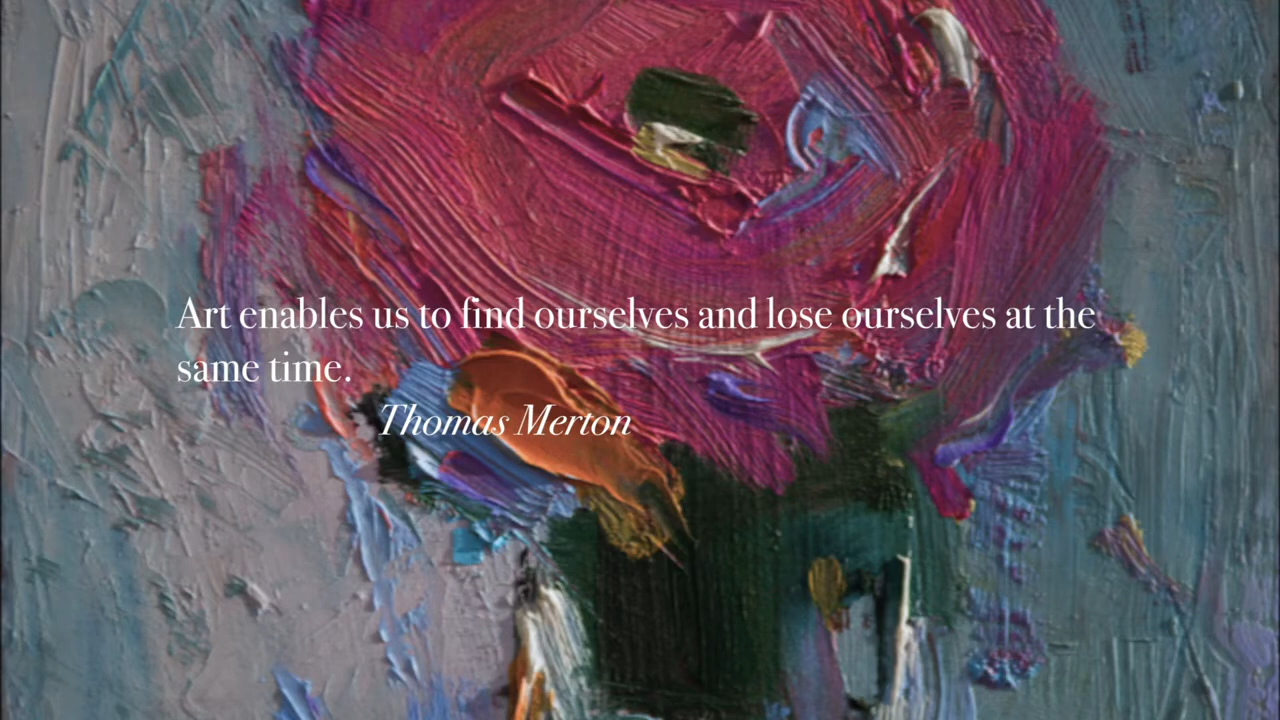 Art enables us to find ourselves and lose ourselves at the
same time.
Thomas Merton